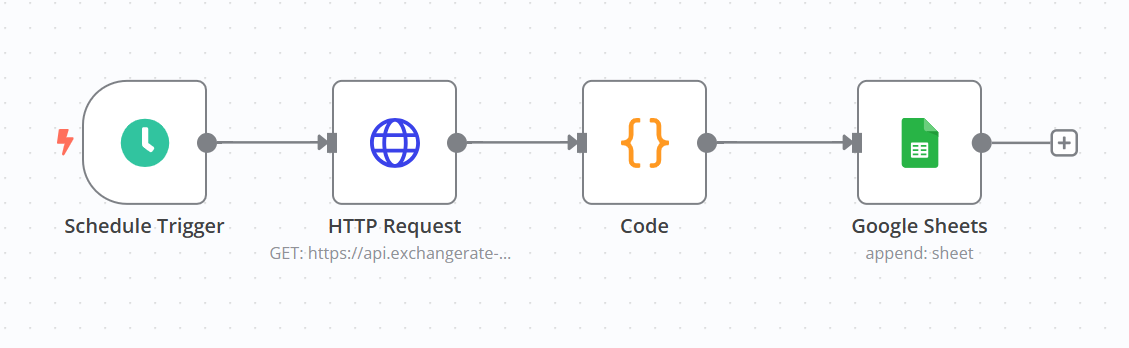 Schedule Trigger
HTTP Request
GET: https://api.exchangerate-...
Code
Google Sheets
append: sheet